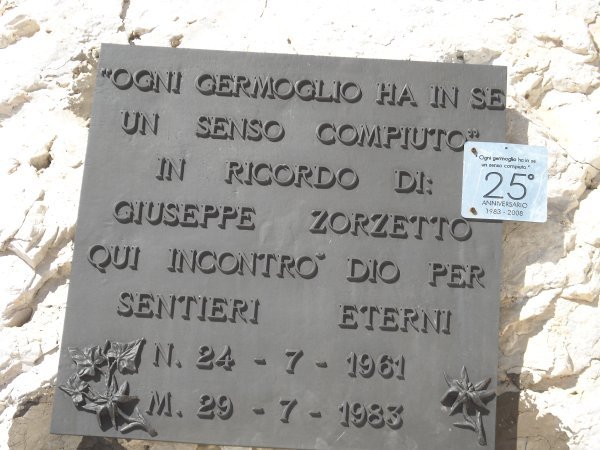 "OGNI GERMOGLIO HA IN SE
UN SENSO COMPIUTO"
IN RICORDO DI:
GIUSEPPE ZORZETTO
QUI INCONTRO' DIO PER
SENTIERI ETERNI
N. 24 - 7 - 1961
M. 29 - 7 - 1983
"Ogni germoglio ha in se
un senso compiuto"
25°
ANNIVERSARIO
1983 - 2008